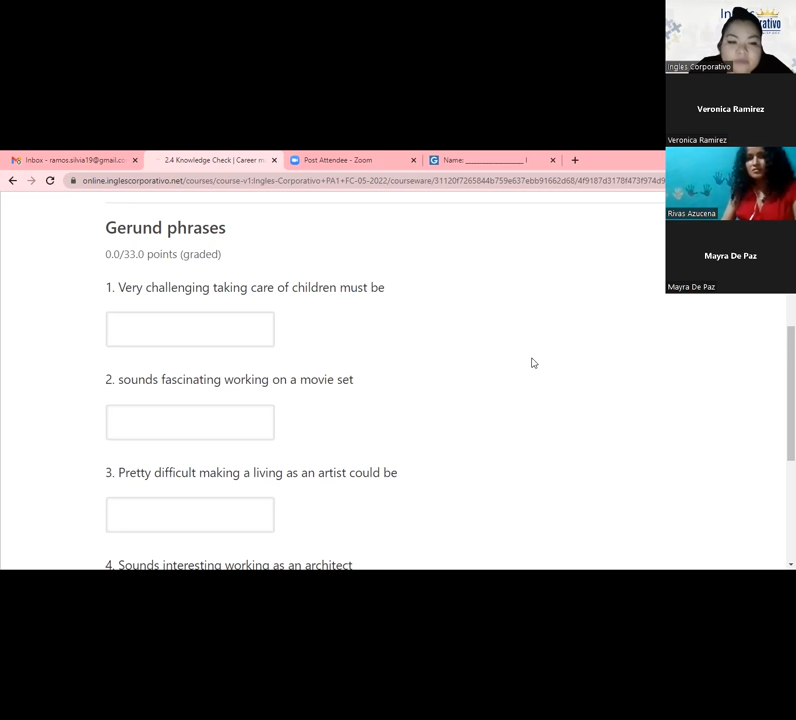 Inbox - ramos.silvia19@gmail.co
2.4 Knowledge Check | Career m
Post Attendee - Zoom
Name: ________________ I
online.inglescorporativo.net/courses/course-v1:Ingles-Corporativo+PA1+FC-05-2022/courseware/31120f7265844b759e637ebb91662d68/4f9187d3178f473f974d9
Gerund phrases
0.0/33.0 points (graded)
1. Very challenging taking care of children must be
2. sounds fascinating working on a movie set
3. Pretty difficult making a living as an artist could be
4. Sounds interesting working as an architect
Ingles Corporativo
Veronica Ramirez
Veronica Ramirez
Rivas Azucena
Mayra De Paz
Mayra De Paz